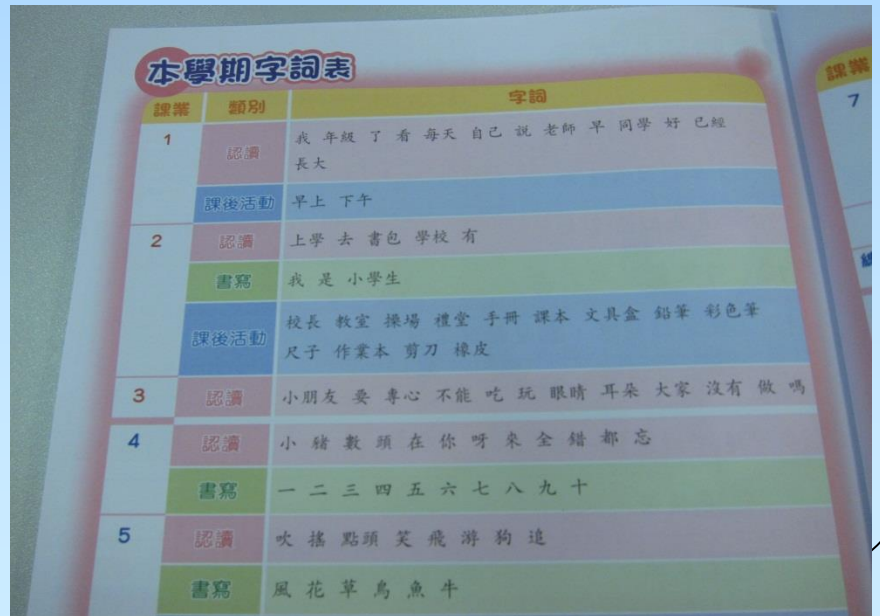 本學期字詞表
課業 類別 字詞
1 認讀 我 年級 了 看 每天 自己 說 老師 早 同學 好 已經
長大
課後活動 早上 下午
2 認讀 上學 去 書包 學校 有
書寫 我 是 小學生
課後活動 校長 教室 操場 禮堂 手冊 課本 文具盒 鉛筆 彩色筆
尺子 作業本 剪刀 橡皮
3 認讀 小朋友 要 專心 不能 吃 玩 眼睛 耳朵 大家 沒有 做 嗎
4 認讀 小 豬 數 頭 在 你 呀 來 全 錯 都 忘
書寫 一 二 三 四 五 六 七 八 九 十
5 認讀 吹 搖 點頭 笑 飛 游 狗 追
書寫 風 花 草 鳥 魚 牛
課業
7